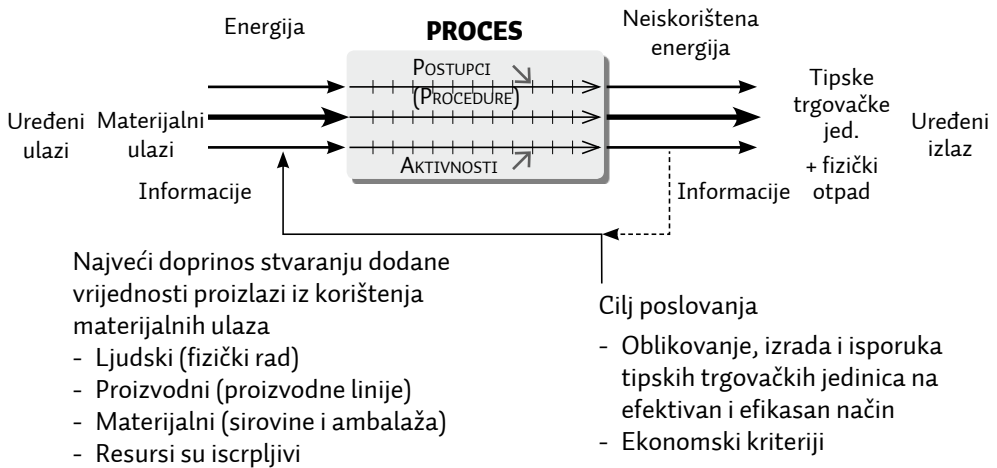 Energija
PROCES
Neiskorištena
energija
Uređeni
ulazi
Materijalni
ulazi
Postupci
(Procedure)
Aktivnosti
Tipske
trgovačke
jed.
+ fizički
otpad
Uređeni
izlaz
Informacije
Informacije
Najveći doprinos stvaranju dodane
vrijednosti proizlazi iz korištenja
materijalnih ulaza
- Ljudski (fizički rad)
- Proizvodni (proizvodne linije)
- Materijalni (sirovine i ambalaža)
- Resursi su iscrpljivi
Cilj poslovanja
- Oblikovanje, izrada i isporuka
tipskih trgovačkih jedinica na
efektivan i efikasan način
- Ekonomski kriteriji